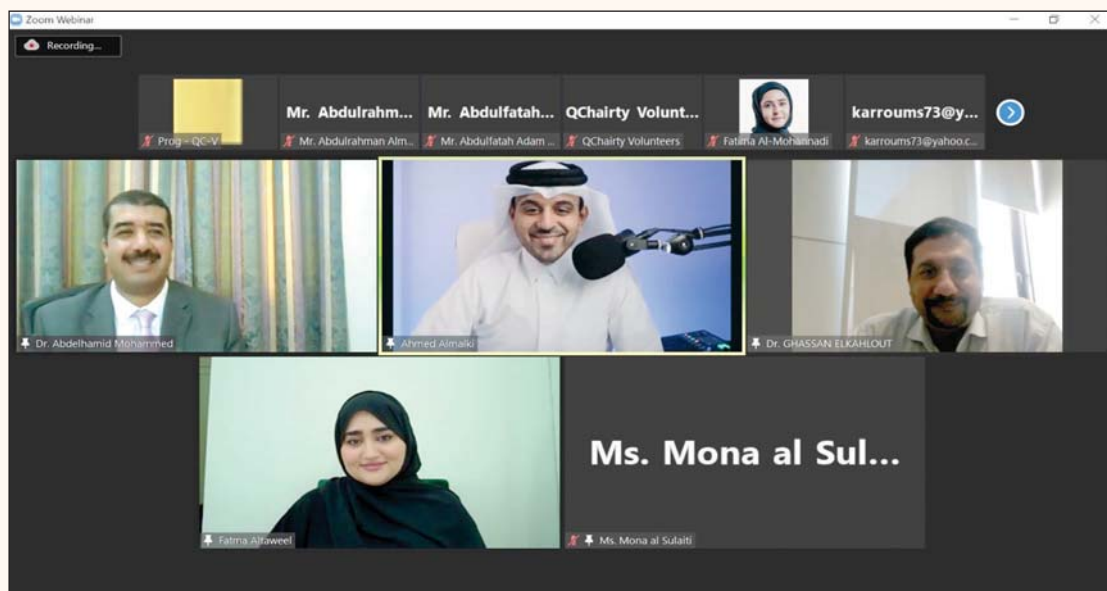 Zoom Webinar
Recording...
Mr. Abdulrahm... Mr. Abdulfatah... QChairty Volunt... karroums73@y...
Prog - QC-V Mr. Abdulrahman Alm... Mr. Abdulfatah Adam ... QChairty Volunteers Fatima Al-Mohannadi karroums73@yahoo.c...
Dr. Abdelhamid Mohammed Ahmed Almalki Dr. GHASSAN ELKAHLOUT
Ms. Mona al Sul...
Fatma Altaweel Ms. Mona al Sulaiti